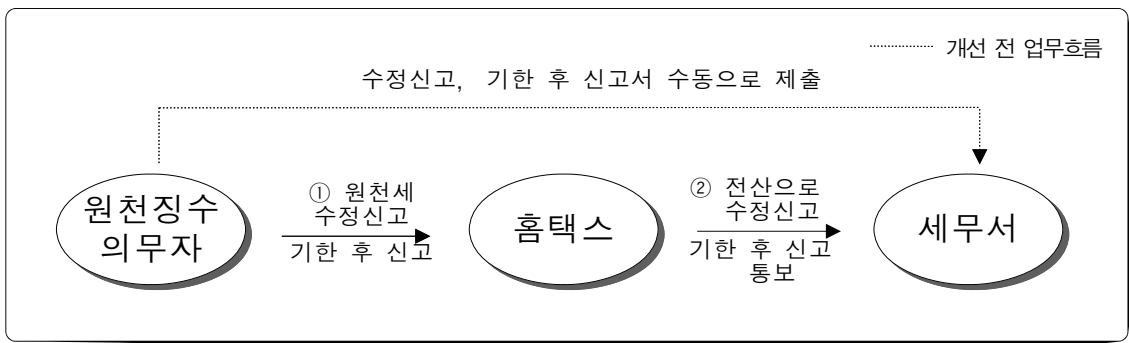 개선 전 업무흐름
수정신고, 기한 후 신고서 수동으로 제출
원천징수
의무자
① 원천세
수정신고
기한 후 신고
홈택스
② 전산으로
수정신고
기한 후 신고
통보
세무서